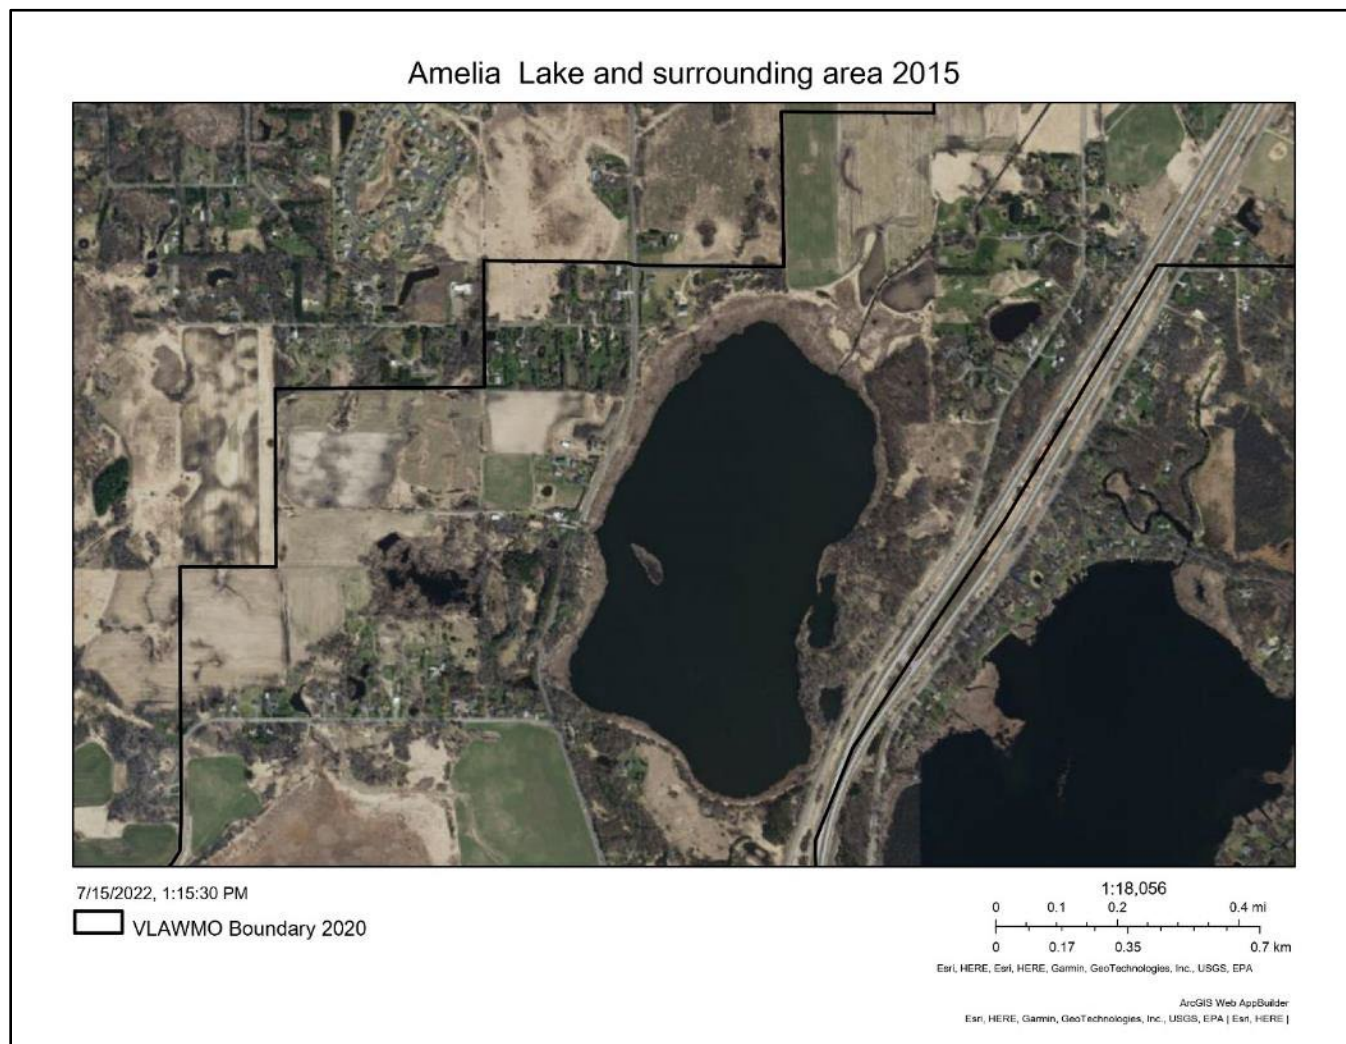 Amelia  Lake and surrounding area 2015
7/15/2022, 1:15:30 PM
VLAWMO Boundary 2020
1:18,056
0 0.1 0.2 0.4 mi
0 0.17 0.35 0.7 km
Esri, HERE, Esri, HERE, Garmin, GeoTechnologies, Inc., USGS, EPA
ArcGIS Web AppBuilder
Esri, HERE, Garmin, GeoTechnologies, Inc., USGS, EPA | Esri, HERE |